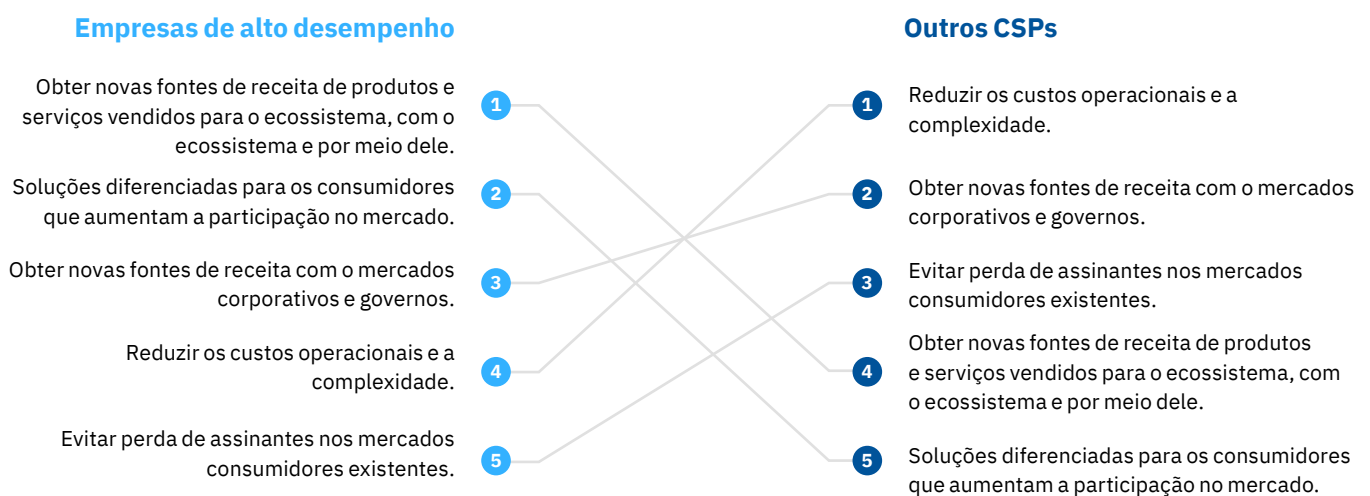 Empresas de alto desempenho
1
Obter novas fontes de receita de produtos e
serviços vendidos para o ecossistema, com o
ecossistema e por meio dele.
2
Soluções diferenciadas para os consumidores
que aumentam a participação no mercado.
3
Obter novas fontes de receita com o mercados
corporativos e governos.
4
Reduzir os custos operacionais e a
complexidade.
5
Evitar perda de assinantes nos mercados
consumidores existentes.
Outros CSPs
1
Reduzir os custos operacionais e a
complexidade.
2
Obter novas fontes de receita com o mercados
corporativos e governos.
3
Evitar perda de assinantes nos mercados
consumidores existentes.
4
Obter novas fontes de receita de produtos
e serviços vendidos para o ecossistema, com
o ecossistema e por meio dele.
5
Soluções diferenciadas para os consumidores
que aumentam a participação no mercado.